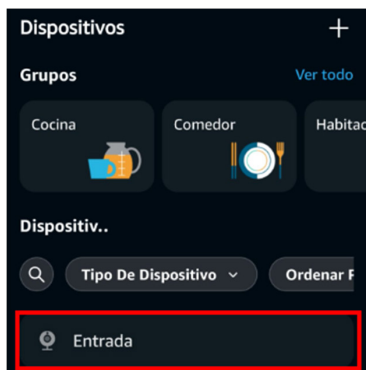 Dispositivos
Grupos
Ver todo
Cocina
Comedor
Habitac
Dispositiv..
Tipo De Dispositivo
Ordenar F
Entrada